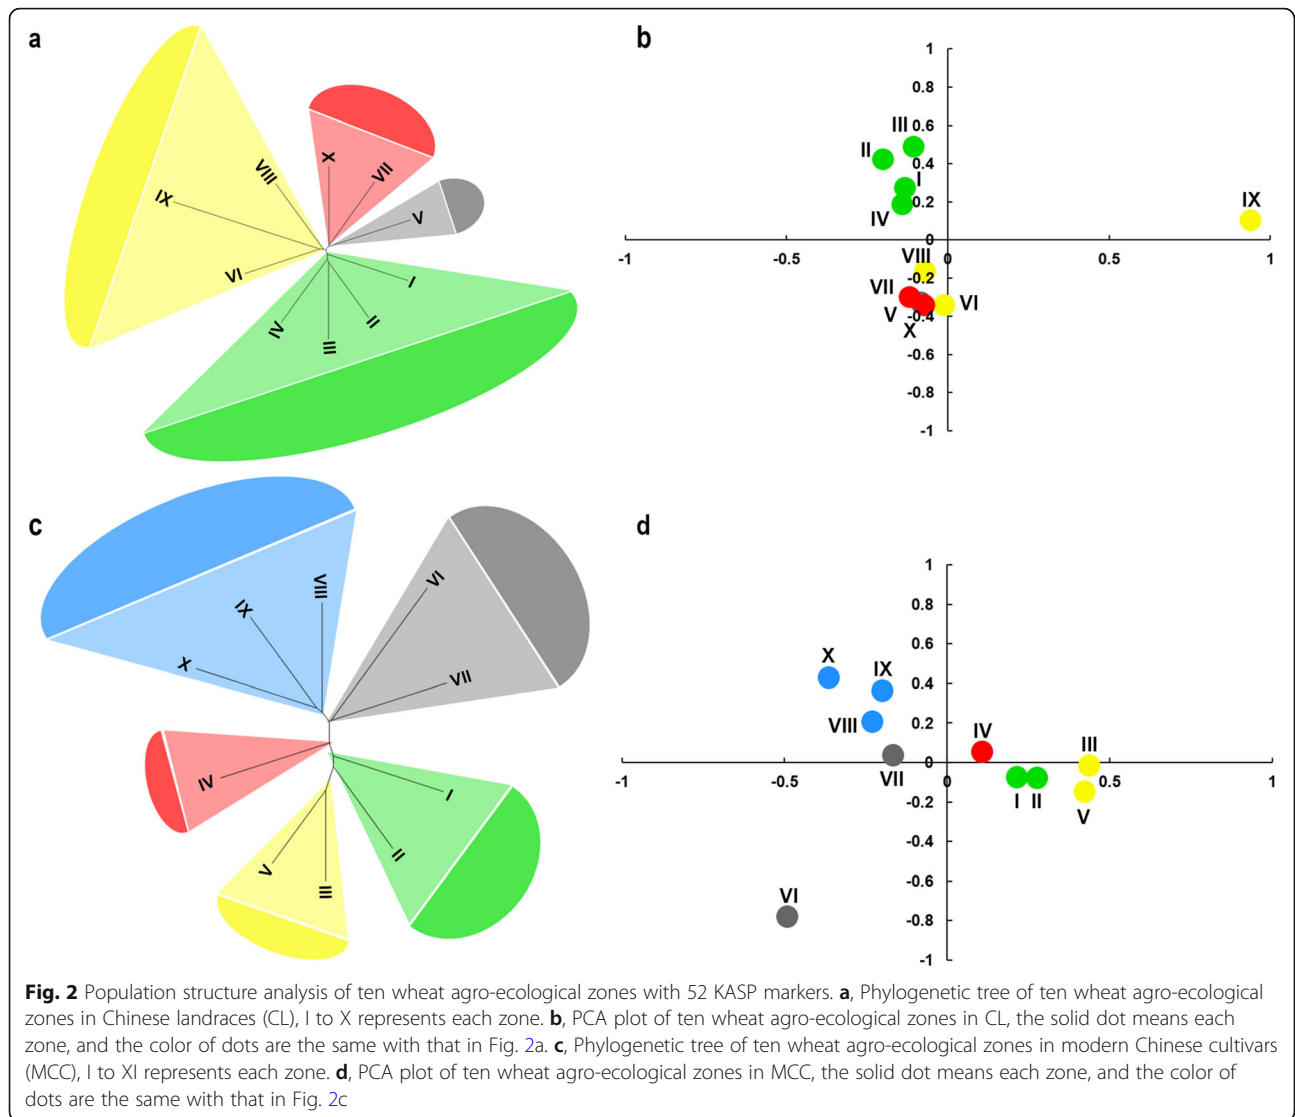 a
VIII
IX
VI
X
VII
V
I
II
III
IV
b
1
0.8
0.6
0.4
0.2
0
-0.2
-0.4
-0.6
-0.8
-1
-1
-0.5
0
0.5
1
III
II
I
IV
IX
VIII
VII
V
X
VI
c
VIII
IX
X
VI
VII
IV
V
III
II
I
d
1
0.8
0.6
0.4
0.2
0
-0.2
-0.4
-0.6
-0.8
-1
-1
-0.5
0
0.5
1
X
IX
VIII
VII
IV
III
I
II
V
VI
Fig. 2 Population structure analysis of ten wheat agro-ecological zones with 52 KASP markers. a, Phylogenetic tree of ten wheat agro-ecological
zones in Chinese landraces (CL), I to X represents each zone. b, PCA plot of ten wheat agro-ecological zones in CL, the solid dot means each
zone, and the color of dots are the same with that in Fig. 2a. c, Phylogenetic tree of ten wheat agro-ecological zones in modern Chinese cultivars
(MCC), I to XI represents each zone. d, PCA plot of ten wheat agro-ecological zones in MCC, the solid dot means each zone, and the color of
dots are the same with that in Fig. 2c